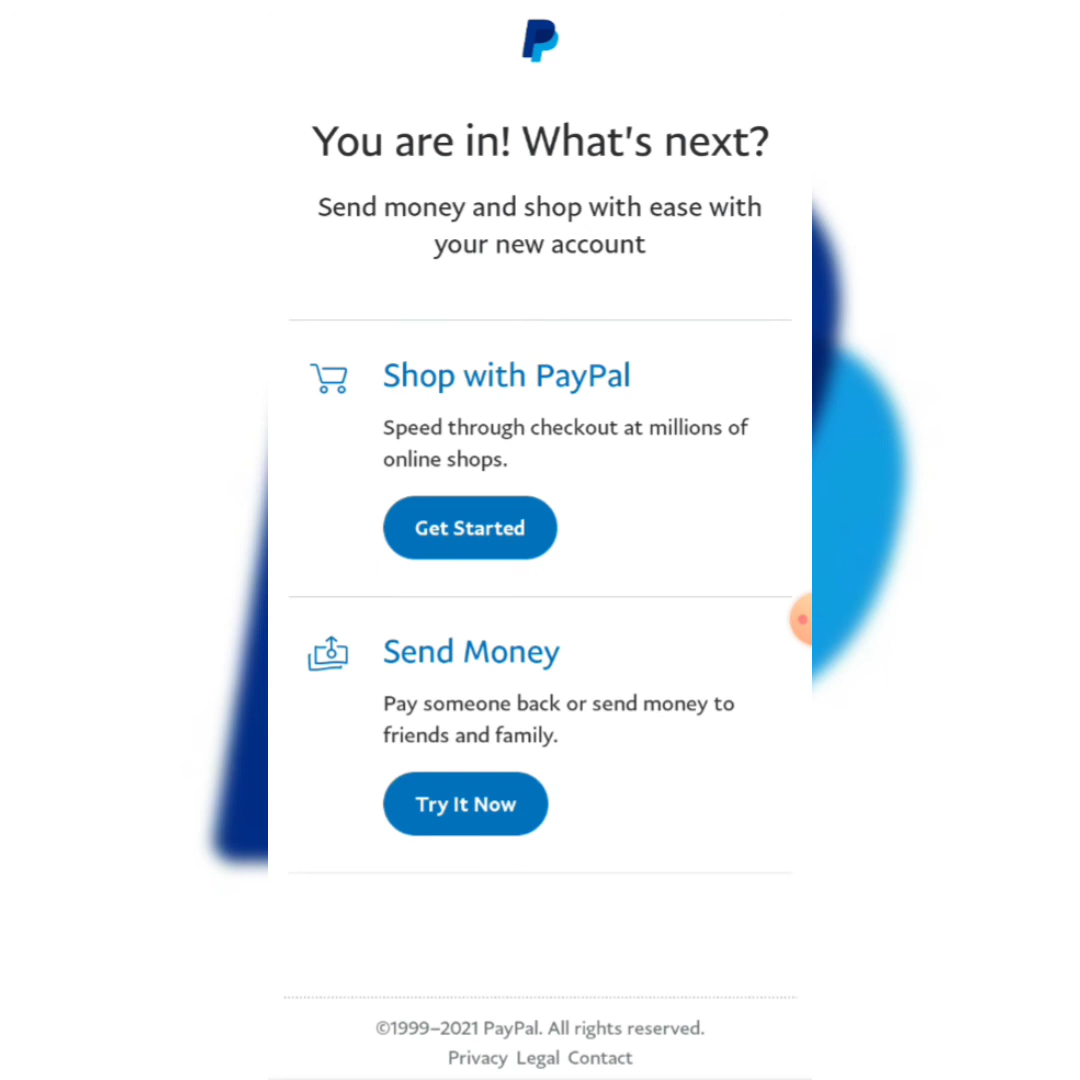 You are in! What's next?
Send money and shop with ease with
your new account
Shop with PayPal
Speed through checkout at millions of
online shops.
Get Started
Send Money
Pay someone back or send money to
friends and family.
Try It Now
©1999–2021 PayPal. All rights reserved.
Privacy Legal Contact